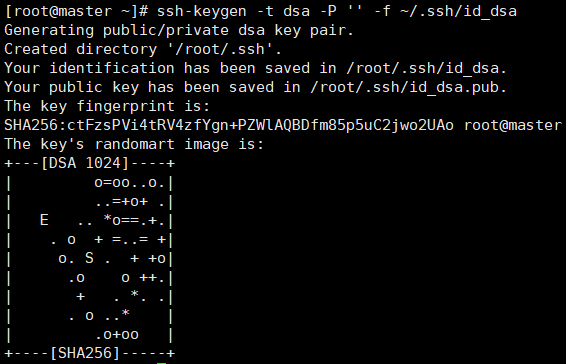 [root@master ~]# ssh-keygen -t dsa -P '' -f ~/.ssh/id_dsa
Generating public/private dsa key pair.
Created directory '/root/.ssh'.
Your identification has been saved in /root/.ssh/id_dsa.
Your public key has been saved in /root/.ssh/id_dsa.pub.
The key fingerprint is:
SHA256:ctFzsPVi4tRV4zfYgn+PZWlAQBDfm85p5uC2jwo2UAo root@master
The key's randomart image is:
+---[DSA 1024]----+
|         o=oo..o.|
|         ..=+o+ .|
|   E   .. *o==.+.|
|    . o  + =..= +|
|     o. S .  + +o|
|      .o    o ++.|
|       +   . *. .|
|      . o ..*    |
|         .o+oo   |
+----[SHA256]-----+